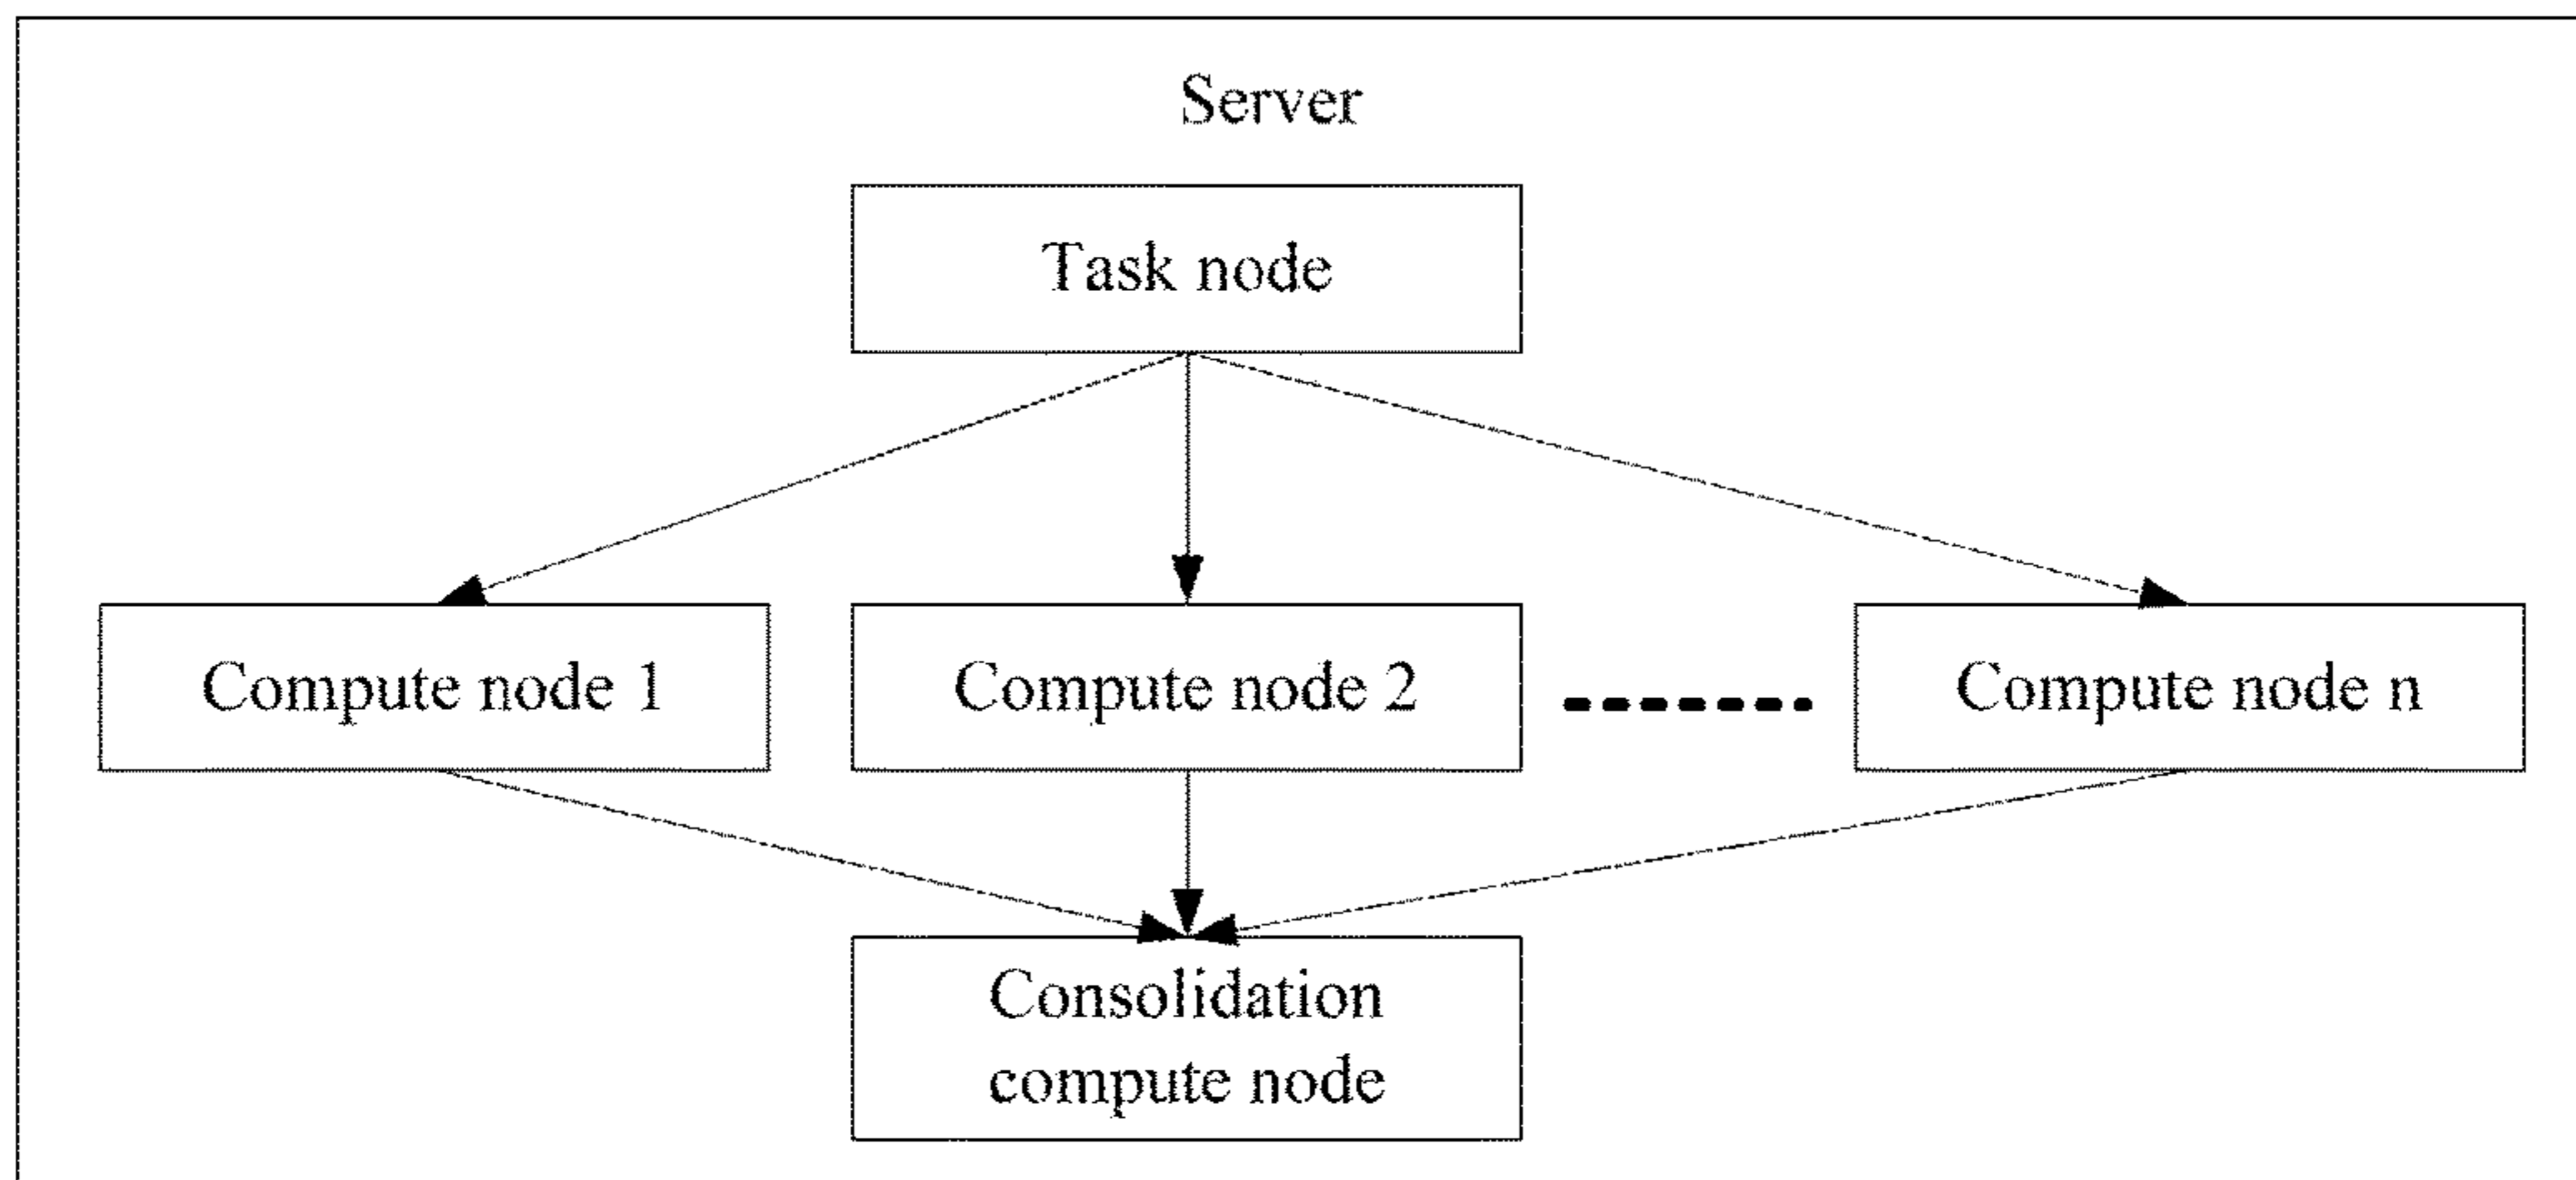 Server
Task node
Compute node 1
Compute node 2
Compute node n
Consolidation
compute node